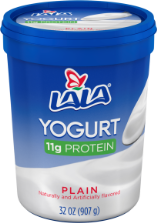 LALA
YOGURT
11g PROTEIN
PLAIN
Naturally and Artificially Flavored
32 OZ (907 g)